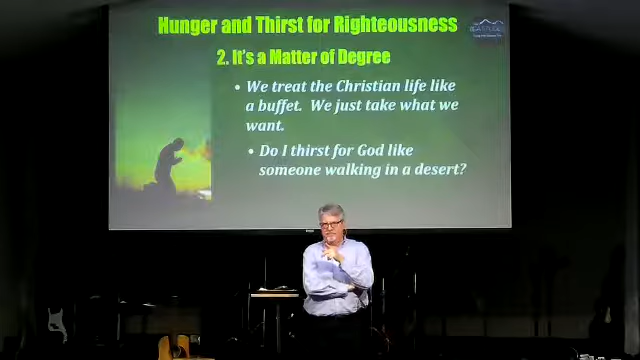 Hunger and Thirst for Righteousness
2. It's a Matter of Degree
• We treat the Christian life like
a buffet. We just take what we
want.
• Do I thirst for God like
someone walking in a desert?